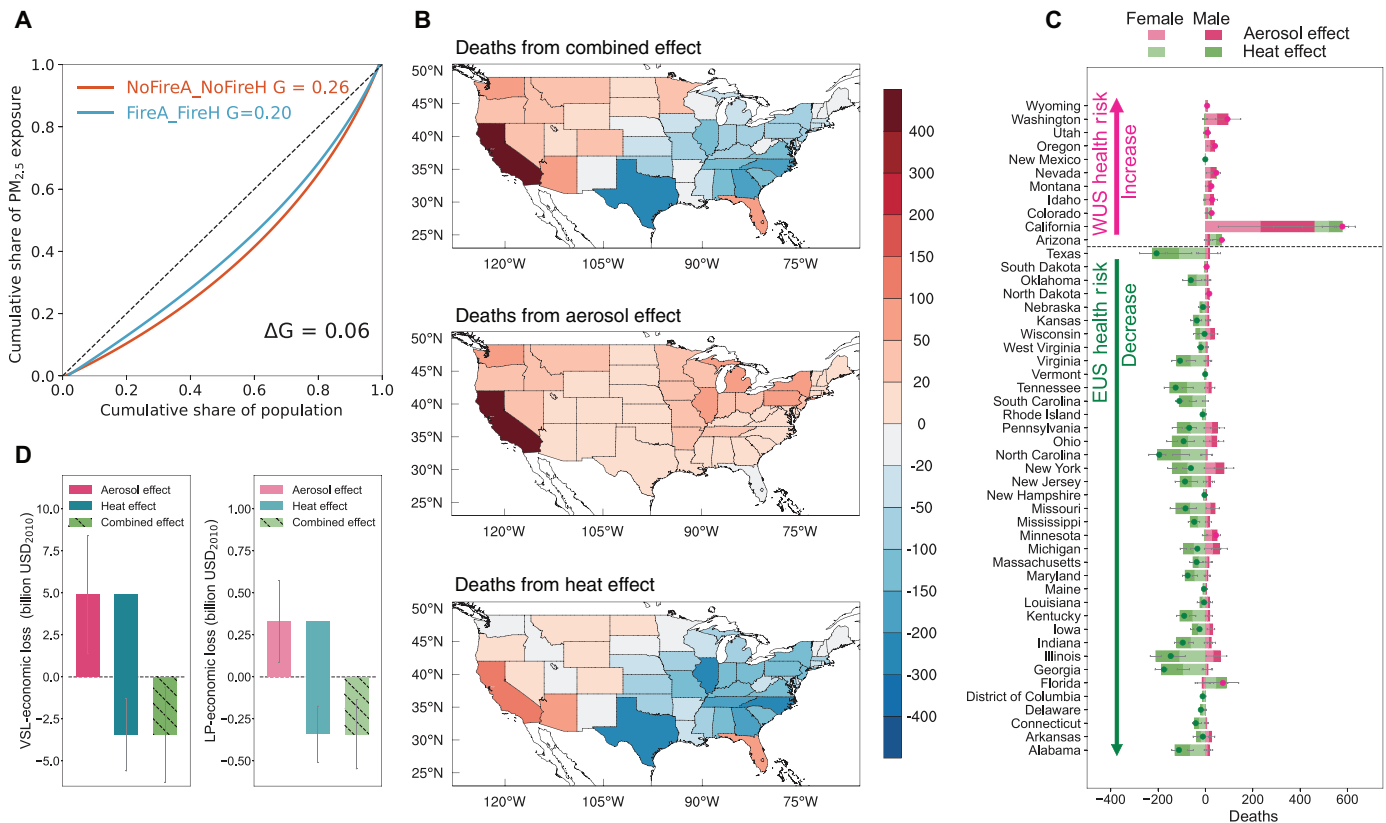 A
1.0
0.8
0.6
0.4
0.2
0.0
Cumulative share of PM2.5 exposure
NoFireA_NoFireH G = 0.26
FireA_FireH G=0.20
ΔG = 0.06
0.0 0.2 0.4 0.6 0.8 1.0
Cumulative share of population
B
Deaths from combined effect
50°N
45°N
40°N
35°N
30°N
25°N
120°W 105°W 90°W 75°W
Deaths from aerosol effect
50°N
45°N
40°N
35°N
30°N
25°N
120°W 105°W 90°W 75°W
Deaths from heat effect
50°N
45°N
40°N
35°N
30°N
25°N
120°W 105°W 90°W 75°W
400
300
200
150
100
50
20
0
-20
-50
-100
-150
-200
-300
-400
C
Female Male
Aerosol effect
Heat effect
WUS health risk
Increase
EUS health risk
Decrease
Wyoming
Washington
Utah
Oregon
New Mexico
Nevada
Montana
Idaho
Colorado
California
Arizona
Texas
South Dakota
Oklahoma
North Dakota
Nebraska
Kansas
Wisconsin
West Virginia
Virginia
Vermont
Tennessee
South Carolina
Rhode Island
Pennsylvania
Ohio
North Carolina
New York
New Jersey
New Hampshire
Missouri
Mississippi
Minnesota
Michigan
Massachusetts
Maryland
Maine
Louisiana
Kentucky
Iowa
Indiana
Illinois
Georgia
Florida
District of Columbia
Delaware
Connecticut
Arkansas
Alabama
−400 −200 0 200 400 600
Deaths
D
VSL-economic loss (billion USD2010)
10.0
7.5
5.0
2.5
0.0
−2.5
−5.0
Aerosol effect
Heat effect
Combined effect
LP-economic loss (billion USD2010)
1.00
0.75
0.50
0.25
0.00
−0.25
−0.50
Aerosol effect
Heat effect
Combined effect